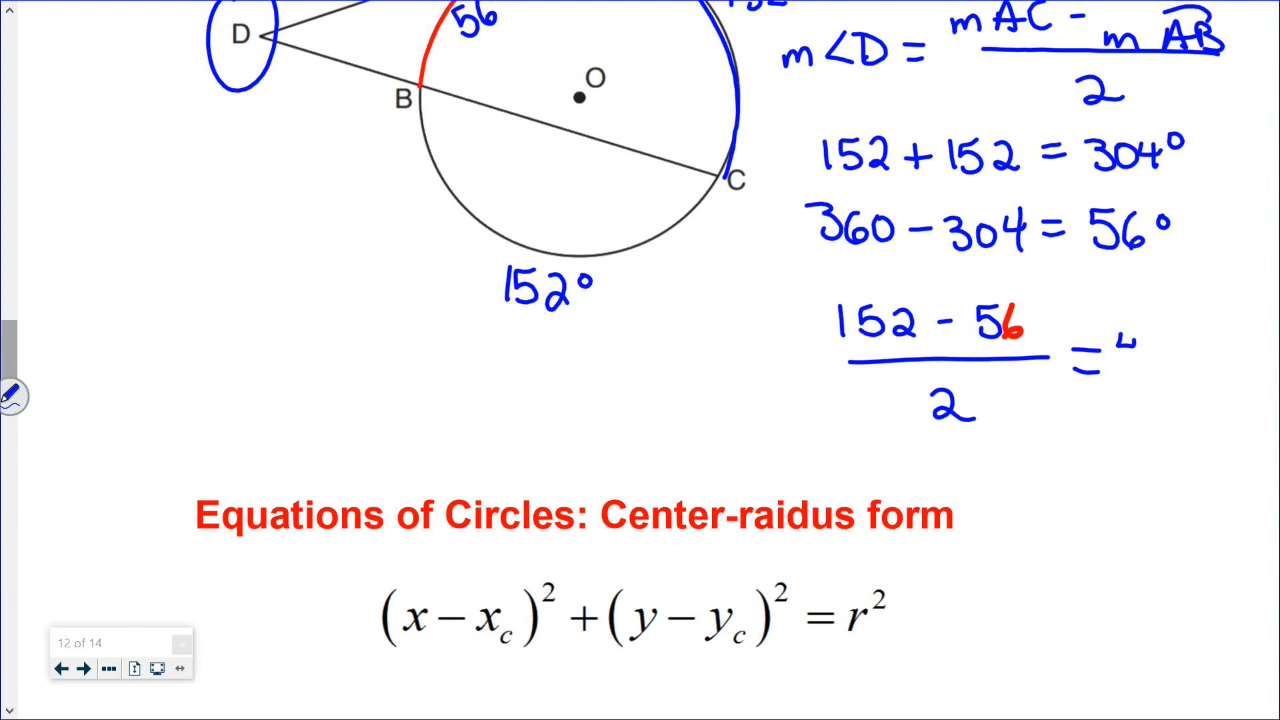 D
56
B
O
C
152°
m∠D = mAC - mAB
2
152 + 152 = 304°
360 - 304 = 56°
152 - 56
2
= 4
Equations of Circles: Center-raidus form
(x − x_c)² + (y − y_c)² = r²
12 of 14